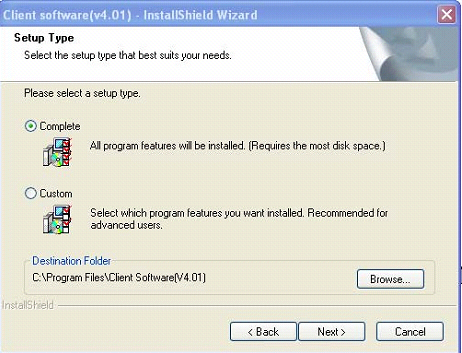 Client software(v4.01) - InstallShield Wizard
Setup Type
Select the setup type that best suits your needs.
Please select a setup type.
Complete
All program features will be installed. (Requires the most disk space.)
Custom
Select which program features you want installed. Recommended for
advanced users.
Destination Folder
C:\Program Files\Client Software(V4.01)
Browse...
InstallShield
< Back
Next >
Cancel